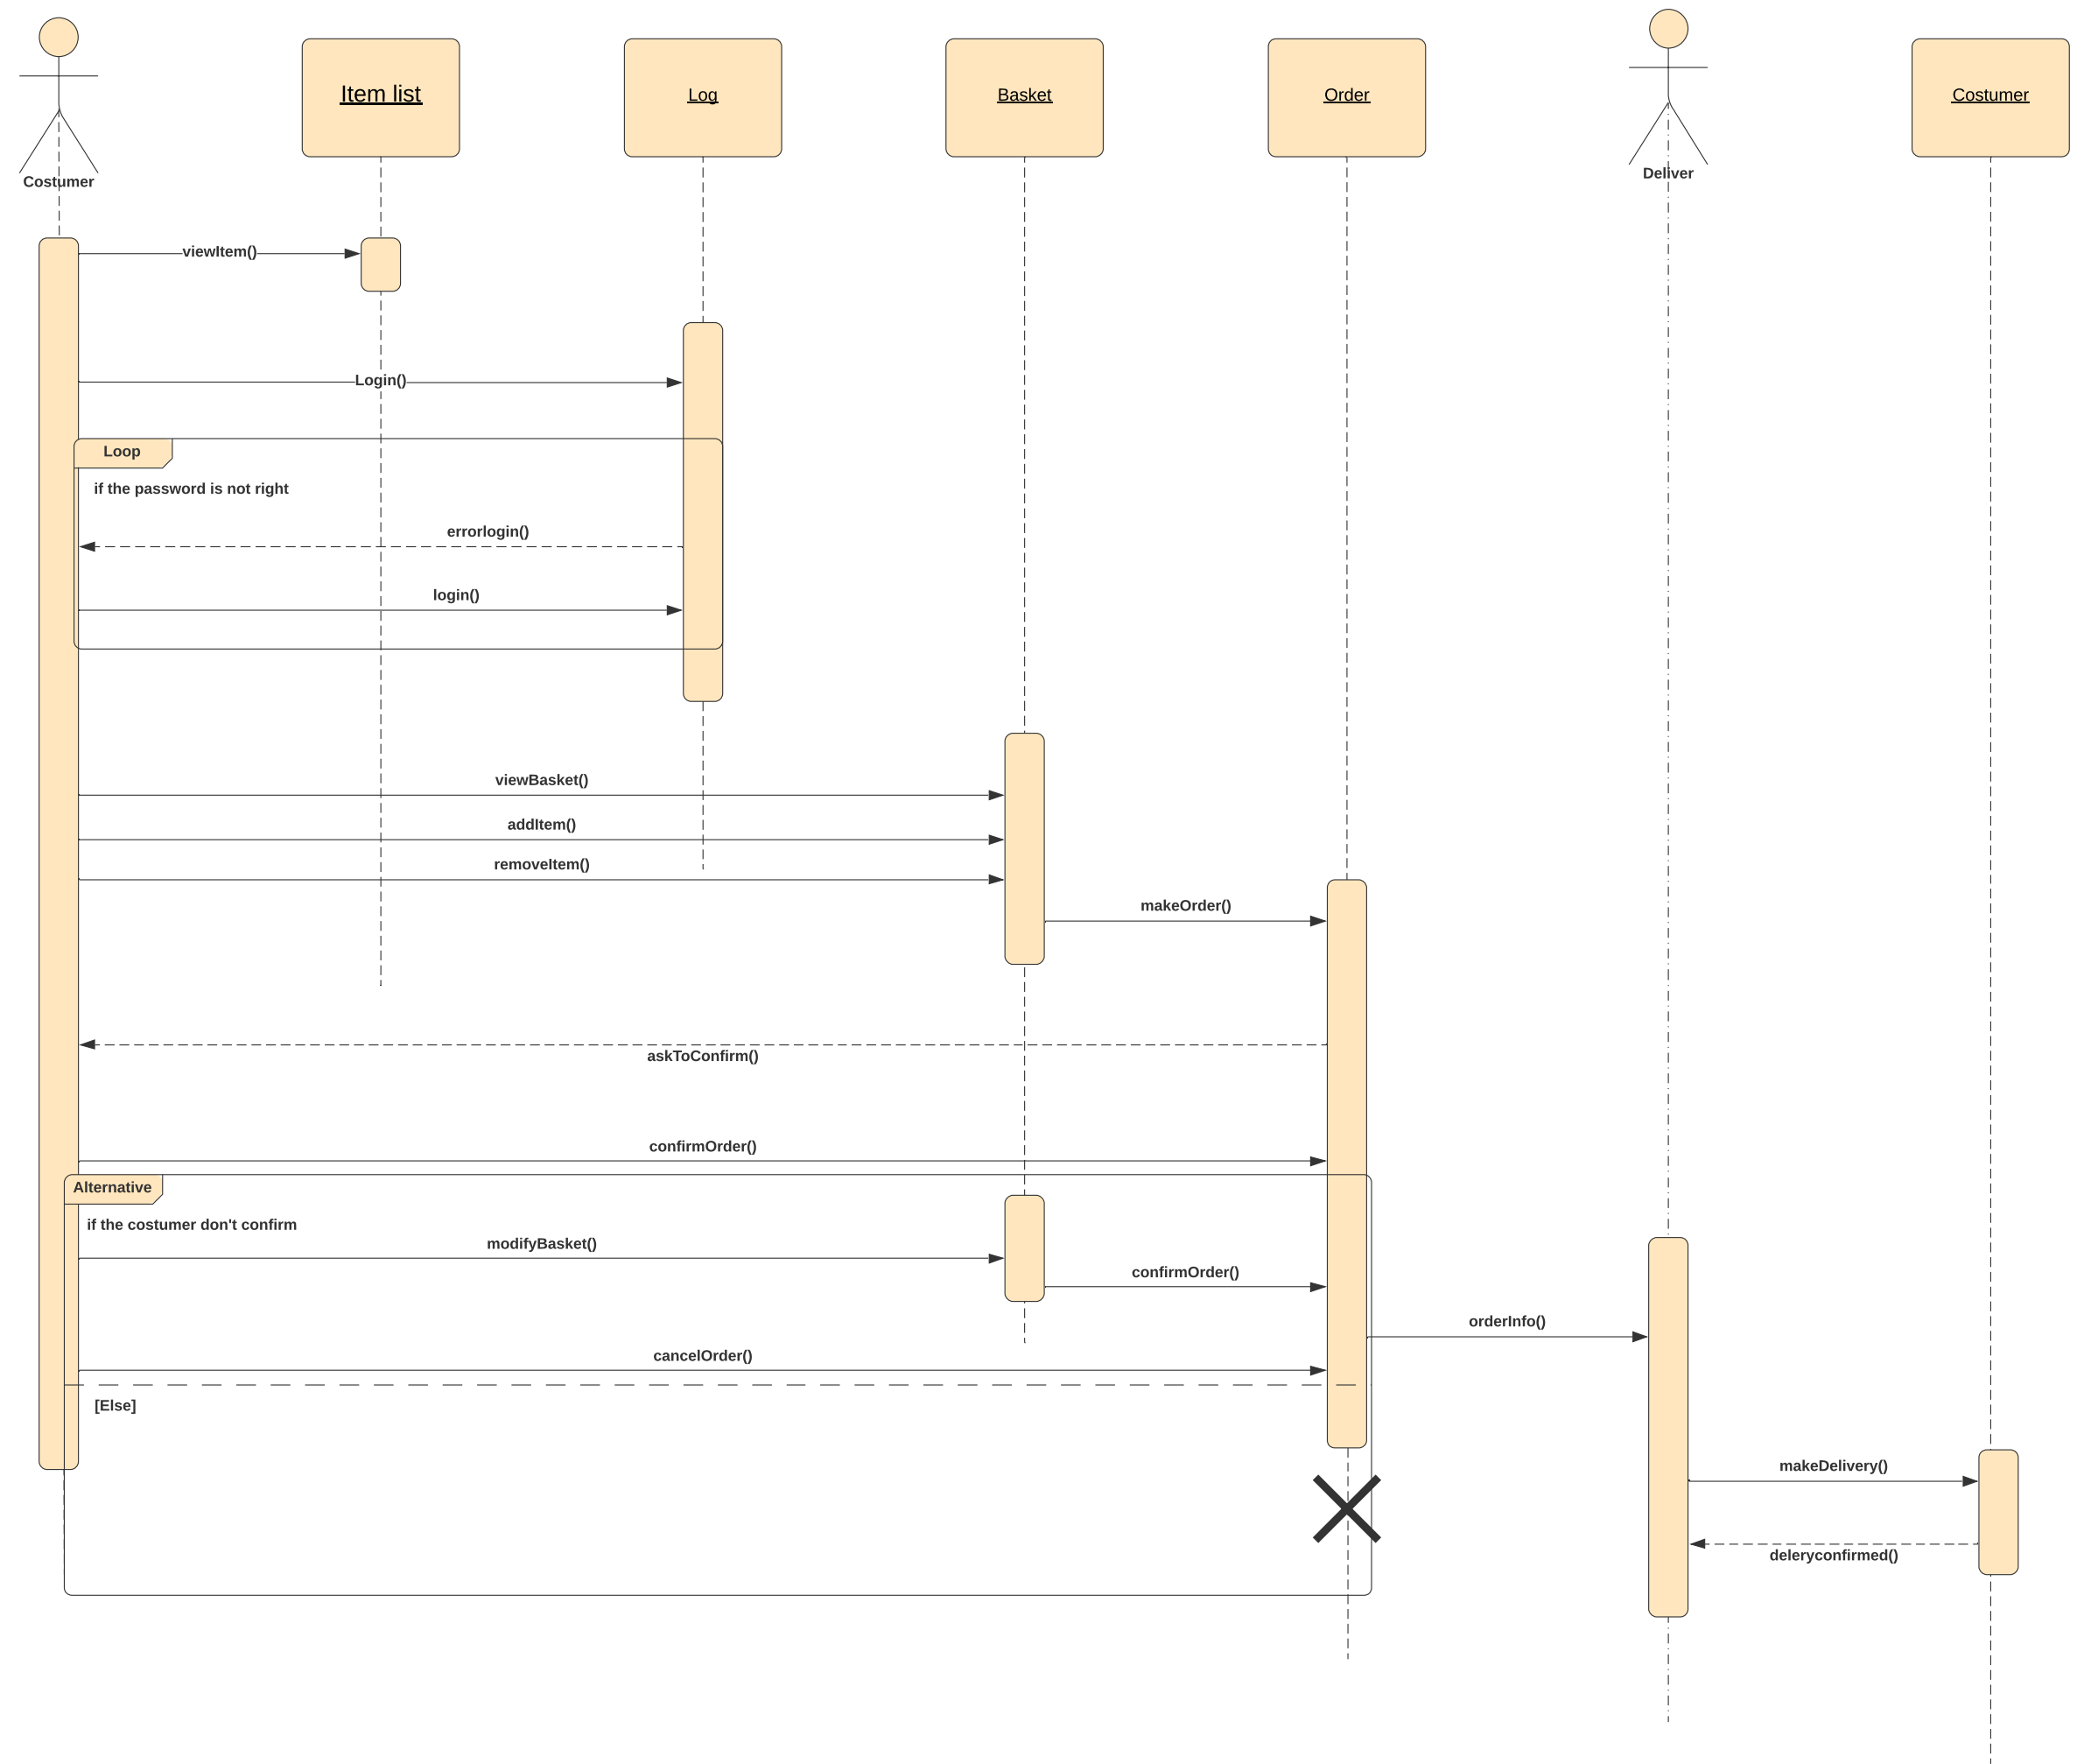 Costumer
Item list
Log
Basket
Order
Deliver
Costumer
viewItem()
Login()
Loop
if the password is not right
errorlogin()
login()
viewBasket()
addItem()
removeItem()
makeOrder()
askToConfirm()
confirmOrder()
Alternative
if the costumer don't confirm
modifyBasket()
confirmOrder()
orderInfo()
cancelOrder()
[Else]
makeDelivery()
deleryconfirmed()